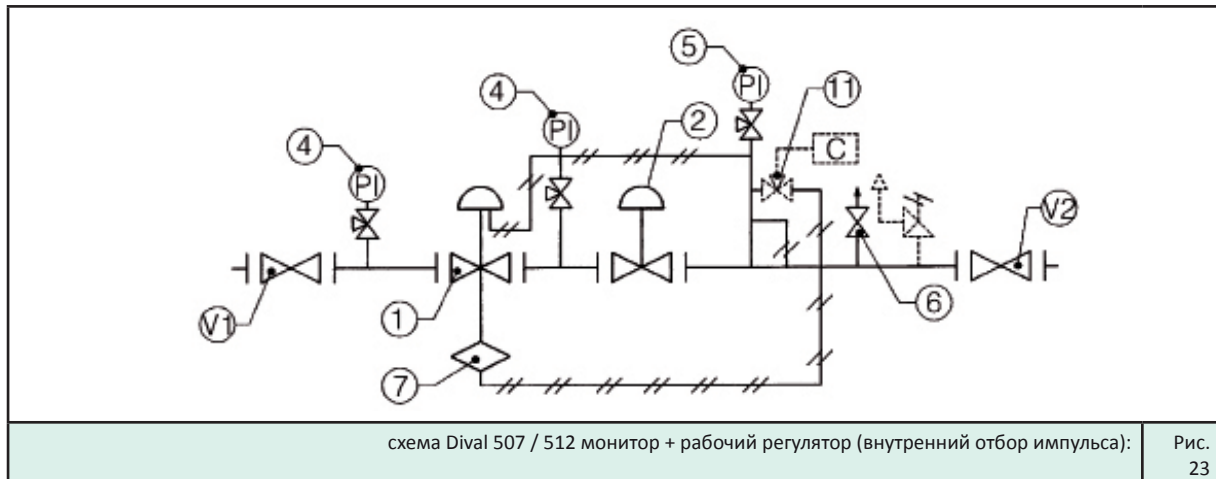 5
PI
11
4
PI
2
C
4
PI
V2
V1
1
6
7
схема Dival 507 / 512 монитор + рабочий регулятор (внутренний отбор импульса):
Рис.
23